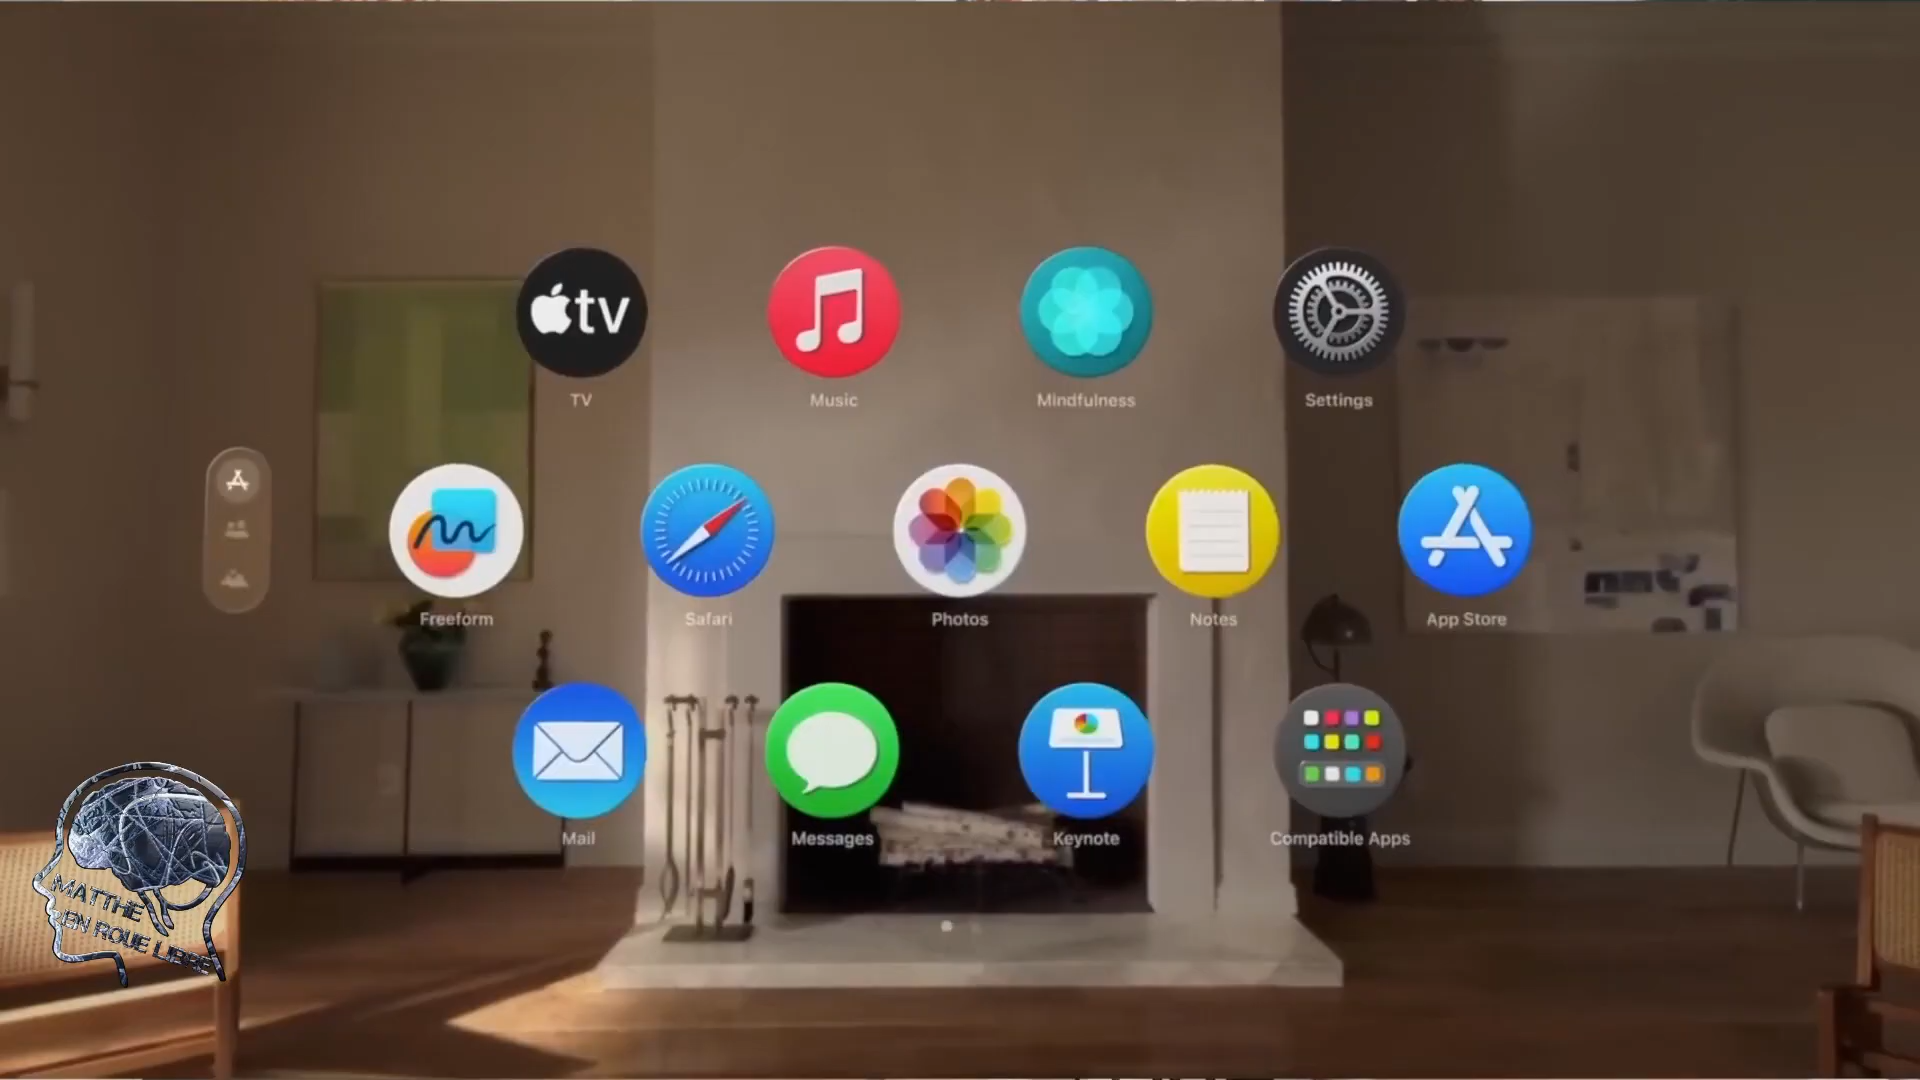 tv
TV
Music
Mindfulness
Settings
Freeform
Safari
Photos
Notes
App Store
Mail
Messages
Keynote
Compatible Apps
MATTHE
EN ROUE LIBRE